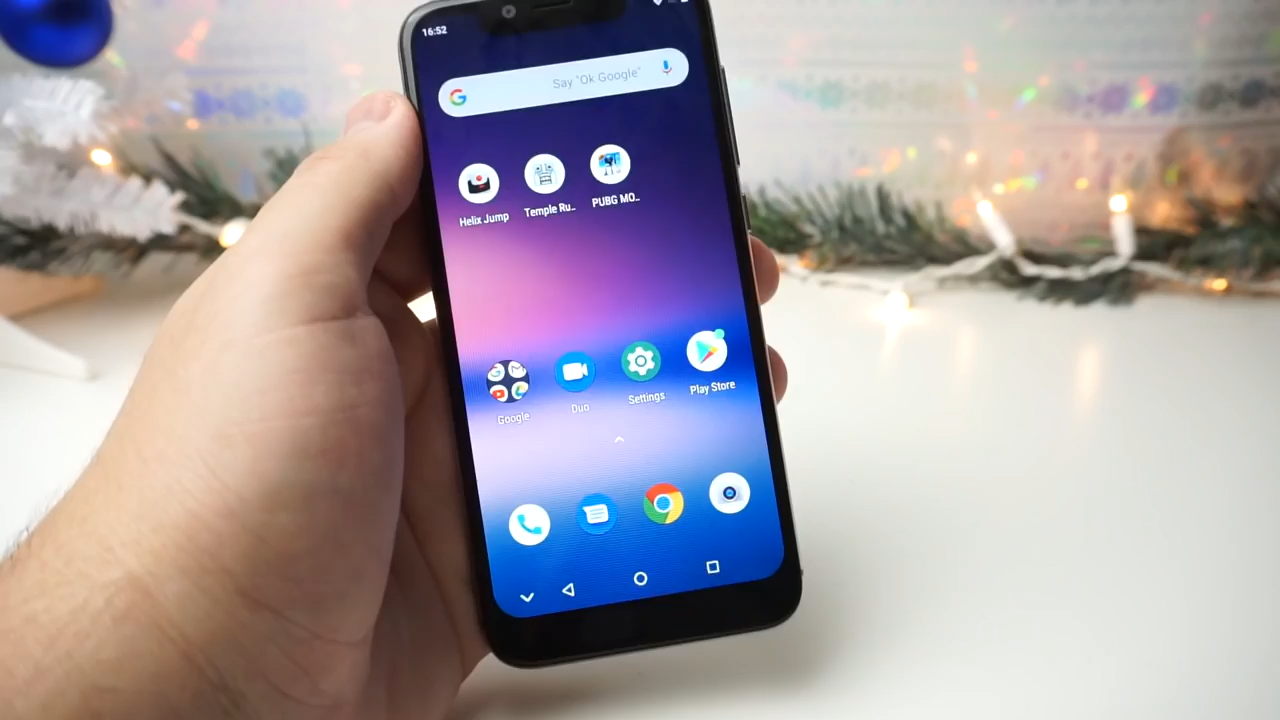 16:52
Say "Ok Google"
Helix Jump
Temple Ru…
PUBG MO…
Google
Duo
Settings
Play Store